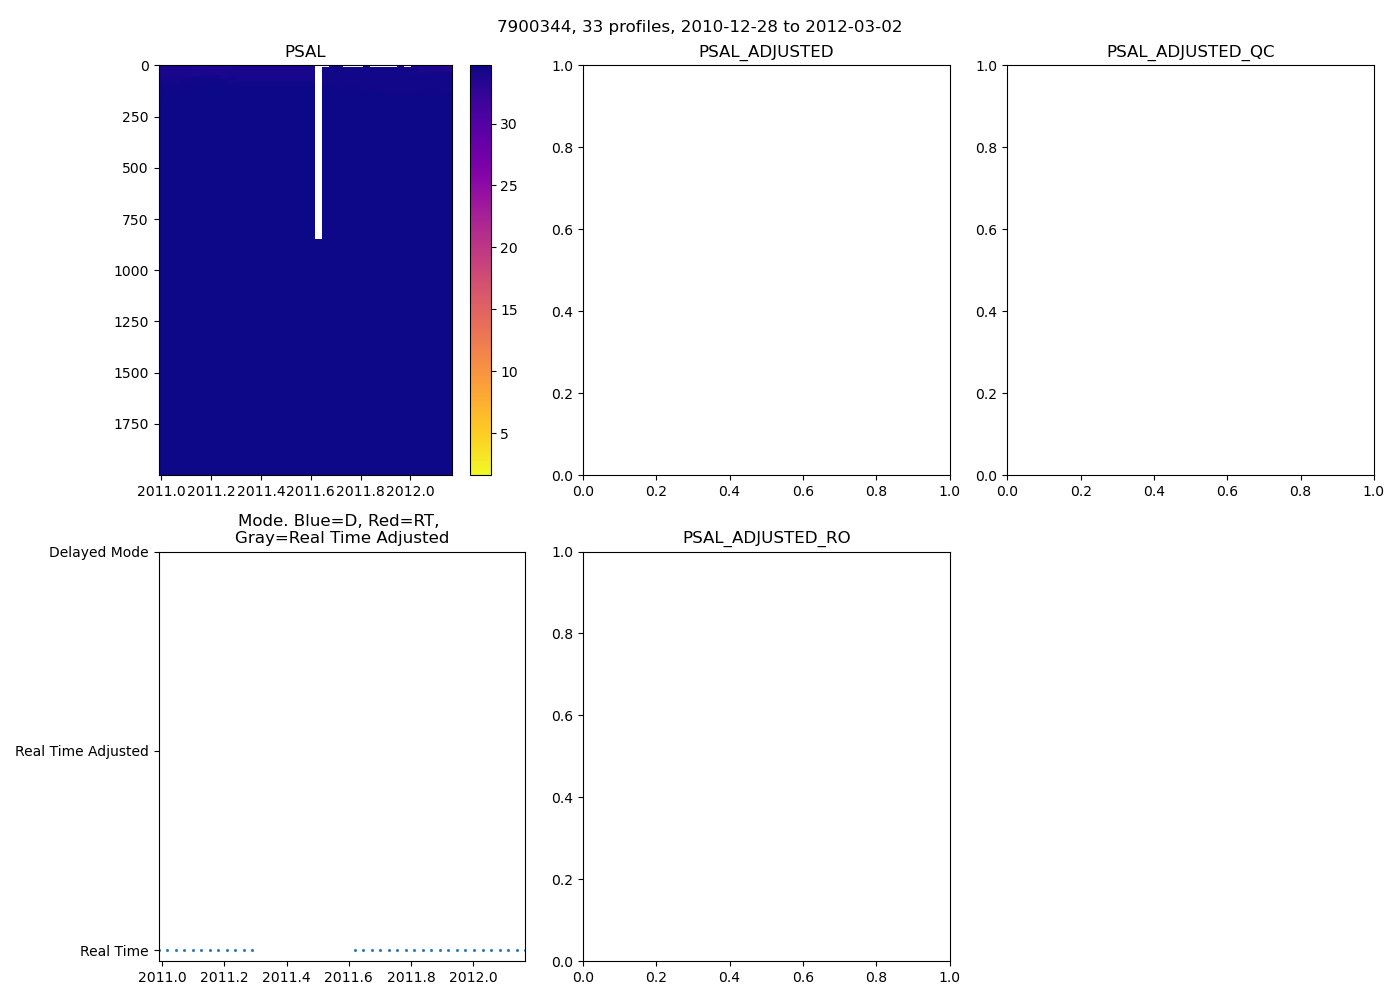 7900344, 33 profiles, 2010-12-28 to 2012-03-02
PSAL
0
250
500
750
1000
1250
1500
1750
2011.0 2011.2 2011.4 2011.6 2011.8 2012.0
30
25
20
15
10
5
PSAL_ADJUSTED
1.0
0.8
0.6
0.4
0.2
0.0
0.0 0.2 0.4 0.6 0.8 1.0
PSAL_ADJUSTED_QC
1.0
0.8
0.6
0.4
0.2
0.0
0.0 0.2 0.4 0.6 0.8 1.0
Mode. Blue=D, Red=RT,
Gray=Real Time Adjusted
Delayed Mode
Real Time Adjusted
Real Time
2011.0 2011.2 2011.4 2011.6 2011.8 2012.0
PSAL_ADJUSTED_RO
1.0
0.8
0.6
0.4
0.2
0.0
0.0 0.2 0.4 0.6 0.8 1.0